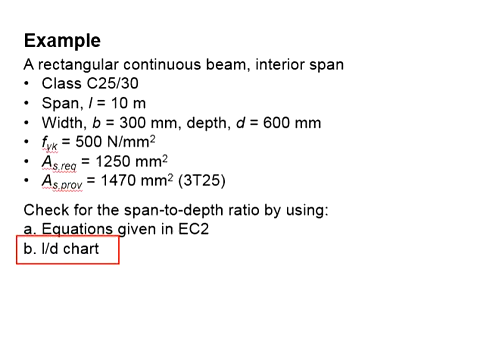 Example
A rectangular continuous beam, interior span
• Class C25/30
• Span, l = 10 m
• Width, b = 300 mm, depth, d = 600 mm
• fyk = 500 N/mm²
• As,req = 1250 mm²
• As,prov = 1470 mm² (3T25)
Check for the span-to-depth ratio by using:
a. Equations given in EC2
b. l/d chart